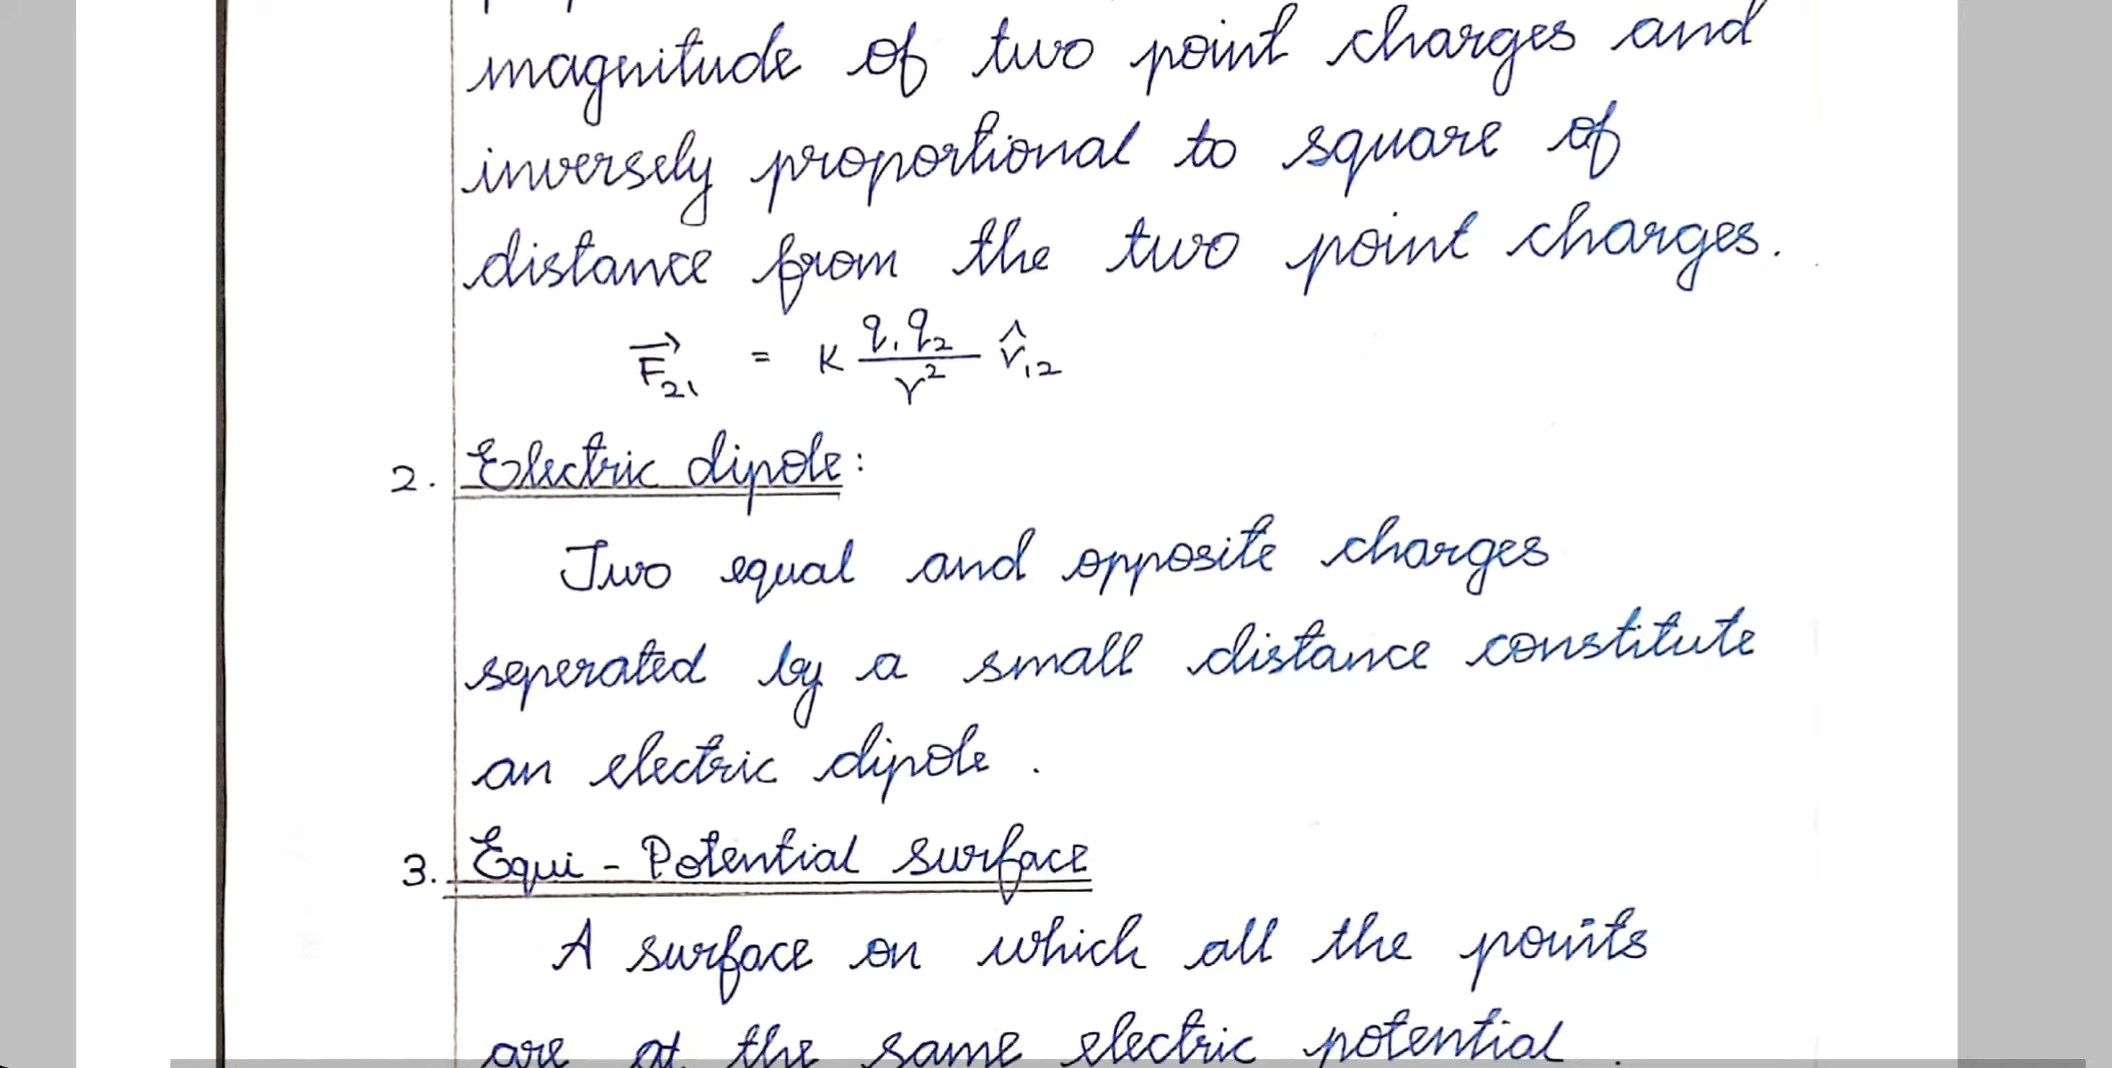 magnitude of two point charges and
inversely proportional to square of
distance from the two point charges.
F⃗₂₁ = K q₁q₂/r² r̂₁₂
2. Electric dipole:
Two equal and opposite charges
seperated by a small distance constitute
an electric dipole.
3. Equi - Potential surface
A surface on which all the points
are at the same electric potential.